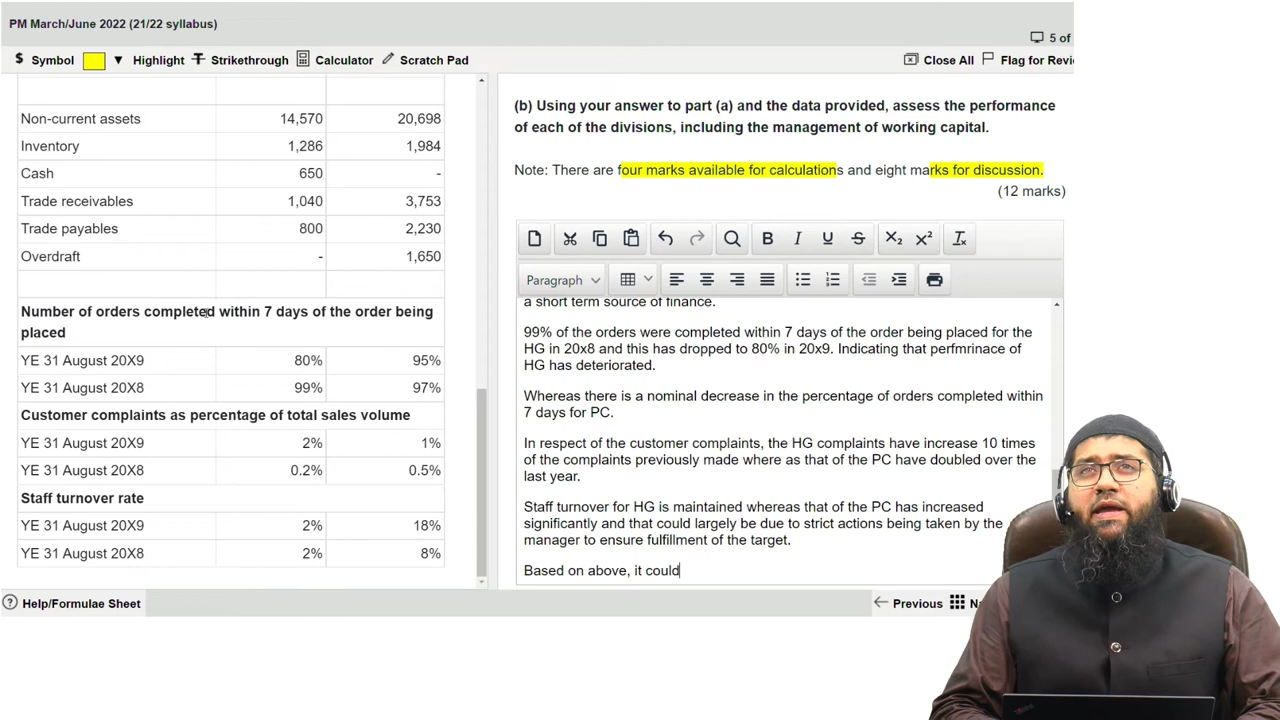 PM March/June 2022 (21/22 syllabus)
5 of
$ Symbol Highlight Strikethrough Calculator Scratch Pad Close All Flag for Revi
Non-current assets 14,570 20,698
Inventory 1,286 1,984
Cash 650 -
Trade receivables 1,040 3,753
Trade payables 800 2,230
Overdraft - 1,650
Number of orders completed within 7 days of the order being
placed
YE 31 August 20X9 80% 95%
YE 31 August 20X8 99% 97%
Customer complaints as percentage of total sales volume
YE 31 August 20X9 2% 1%
YE 31 August 20X8 0.2% 0.5%
Staff turnover rate
YE 31 August 20X9 2% 18%
YE 31 August 20X8 2% 8%
(b) Using your answer to part (a) and the data provided, assess the performance
of each of the divisions, including the management of working capital.
Note: There are four marks available for calculations and eight marks for discussion.
(12 marks)
B I U S X₂ X² Tx
Paragraph
a short term source of finance.
99% of the orders were completed within 7 days of the order being placed for the
HG in 20x8 and this has dropped to 80% in 20x9. Indicating that perfmrinace of
HG has deteriorated.
Whereas there is a nominal decrease in the percentage of orders completed within
7 days for PC.
In respect of the customer complaints, the HG complaints have increase 10 times
of the complaints previously made where as that of the PC have doubled over the
last year.
Staff turnover for HG is maintained whereas that of the PC has increased
significantly and that could largely be due to strict actions being taken by the
manager to ensure fulfillment of the target.
Based on above, it could
Help/Formulae Sheet
Previous Na